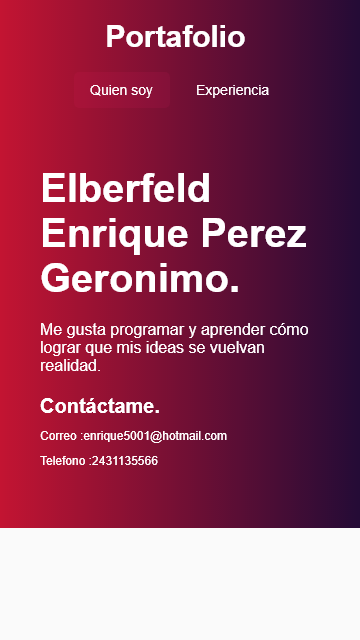 Portafolio
Quien soy Experiencia
Elberfeld
Enrique Perez
Geronimo.
Me gusta programar y aprender cómo
lograr que mis ideas se vuelvan
realidad.
Contáctame.
Correo :enrique5001@hotmail.com
Telefono :2431135566